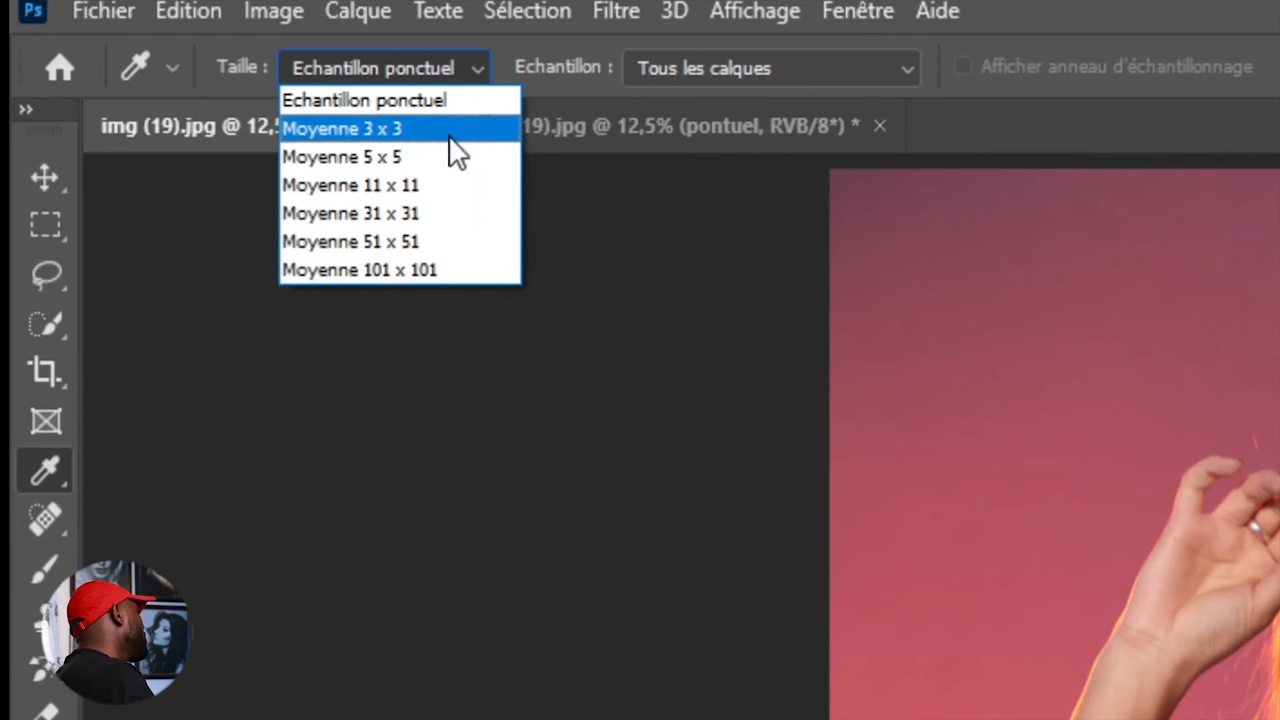 Ps Fichier Edition Image Calque Texte Sélection Filtre 3D Affichage Fenêtre Aide
Taille : Echantillon ponctuel Echantillon : Tous les calques Afficher anneau d'échantillonnage
img (19).jpg @ 12,5 19).jpg @ 12,5% (pontuel, RVB/8*) * ×
Echantillon ponctuel
Moyenne 3 x 3
Moyenne 5 x 5
Moyenne 11 x 11
Moyenne 31 x 31
Moyenne 51 x 51
Moyenne 101 x 101